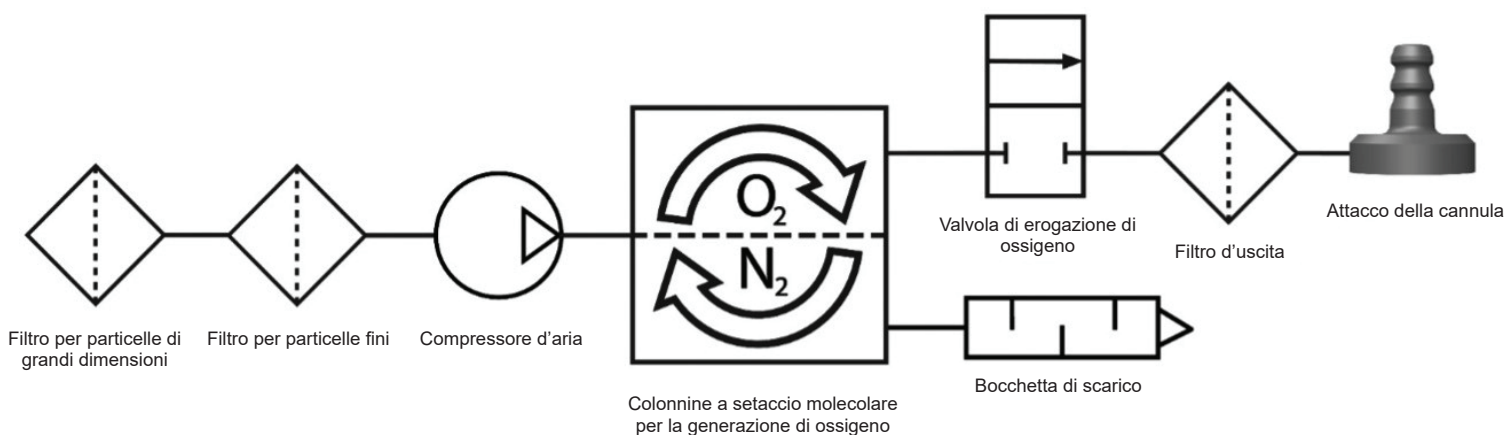 O2
N2
Valvola di erogazione di
ossigeno
Attacco della cannula
Filtro d’uscita
Filtro per particelle di
grandi dimensioni
Filtro per particelle fini
Compressore d’aria
Bocchetta di scarico
Colonnine a setaccio molecolare
per la generazione di ossigeno